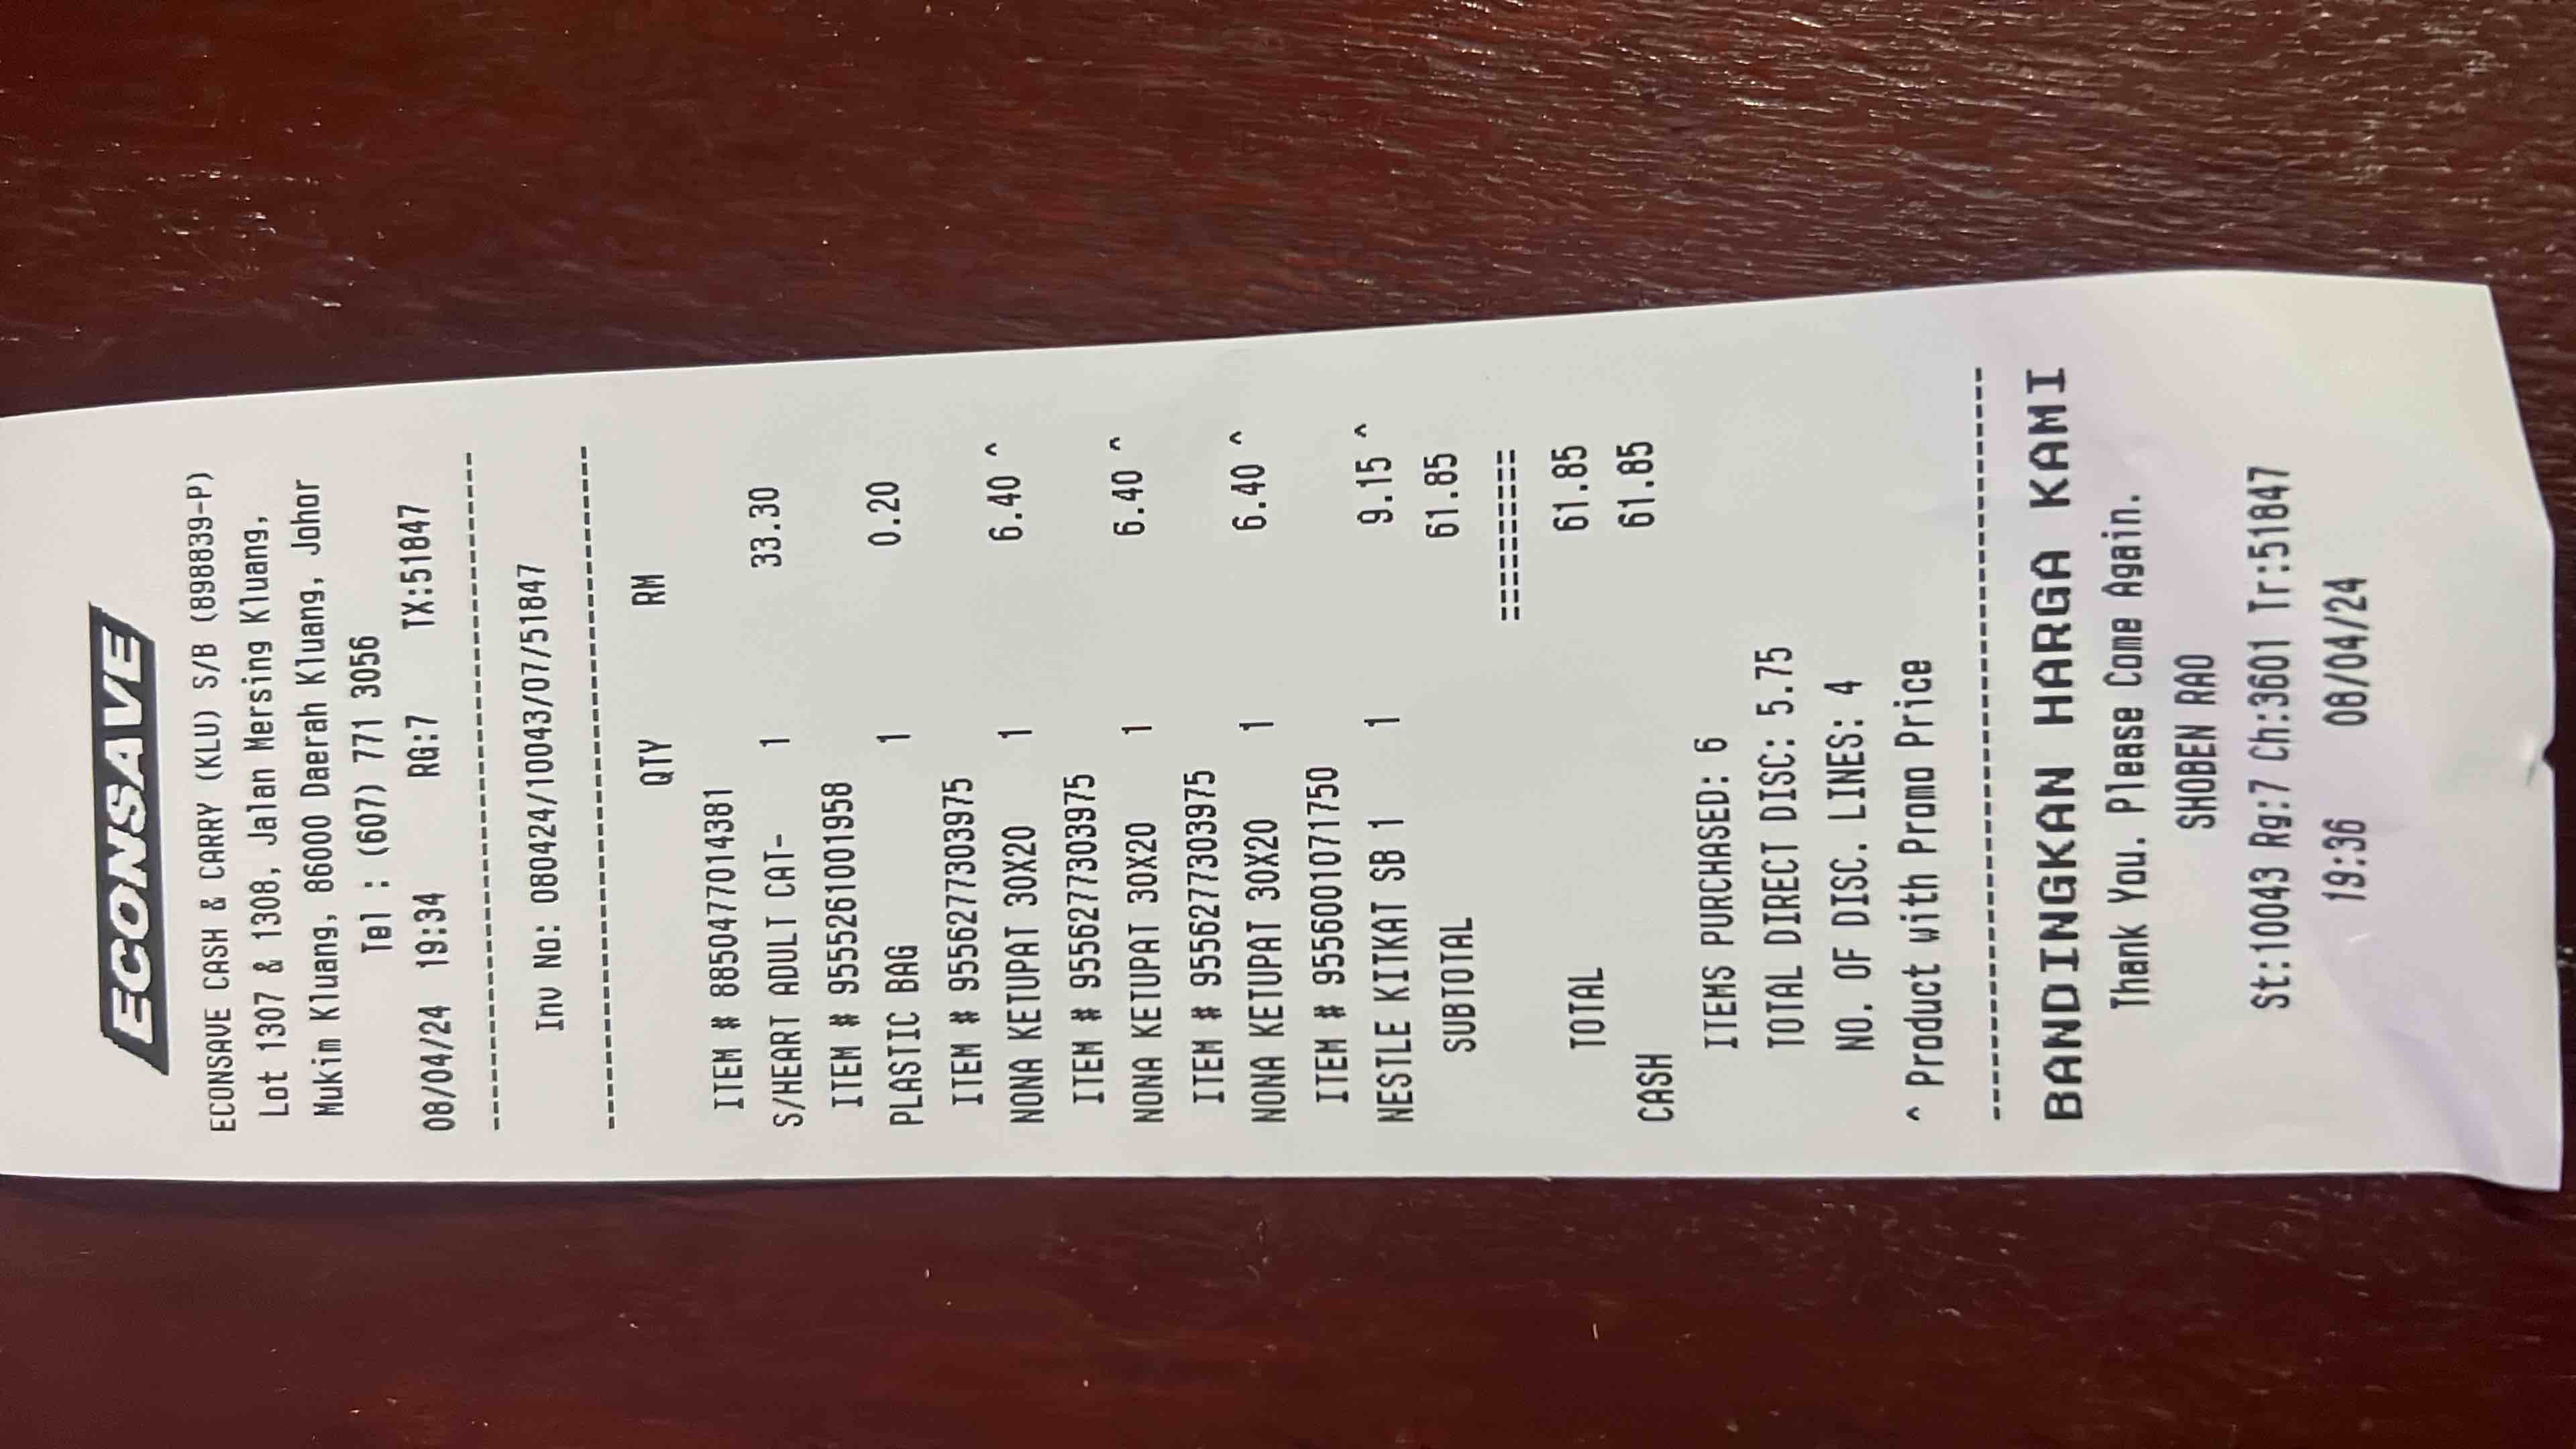 ECONSAVE
ECONSAVE CASH & CARRY (KLU) S/B (898839-P)
Lot 1307 & 1308, Jalan Mersing Kluang,
Mukim Kluang, 86000 Daerah Kluang, Johor
Tel : (607) 771 3056
08/04/24 19:34 RG:7 TX:51847
--------------------------------
Inv No: 080424/10043/07/51847
--------------------------------
QTY RM
ITEM # 8850477014381
S/HEART ADULT CAT- 1 33.30
ITEM # 9555261001958
PLASTIC BAG 1 0.20
ITEM # 9556277303975
NONA KETUPAT 30X20 1 6.40 ^
ITEM # 9556277303975
NONA KETUPAT 30X20 1 6.40 ^
ITEM # 9556277303975
NONA KETUPAT 30X20 1 6.40 ^
ITEM # 9556001071750
NESTLE KITKAT SB 1 1 9.15 ^
SUBTOTAL 61.85
==========
TOTAL 61.85
CASH 61.85
ITEMS PURCHASED: 6
TOTAL DIRECT DISC: 5.75
NO. OF DISC. LINES: 4
^ Product with Promo Price
--------------------------------
BANDINGKAN HARGA KAMI
Thank You. Please Come Again.
SHOBEN RAO
St:10043 Rg:7 Ch:3601 Tr:51847
19:36 08/04/24